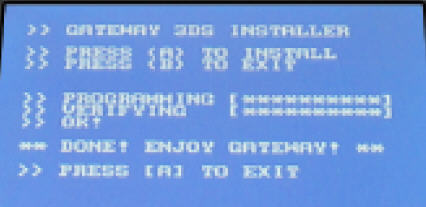 >> GATEWAY 3DS INSTALLER
>> PRESS (A) TO INSTALL
>> PRESS (B) TO EXIT
>> PROGRAMMING [**********]
>> VERIFYING [**********]
>> OK!
** DONE! ENJOY GATEWAY! **
>> PRESS [A] TO EXIT